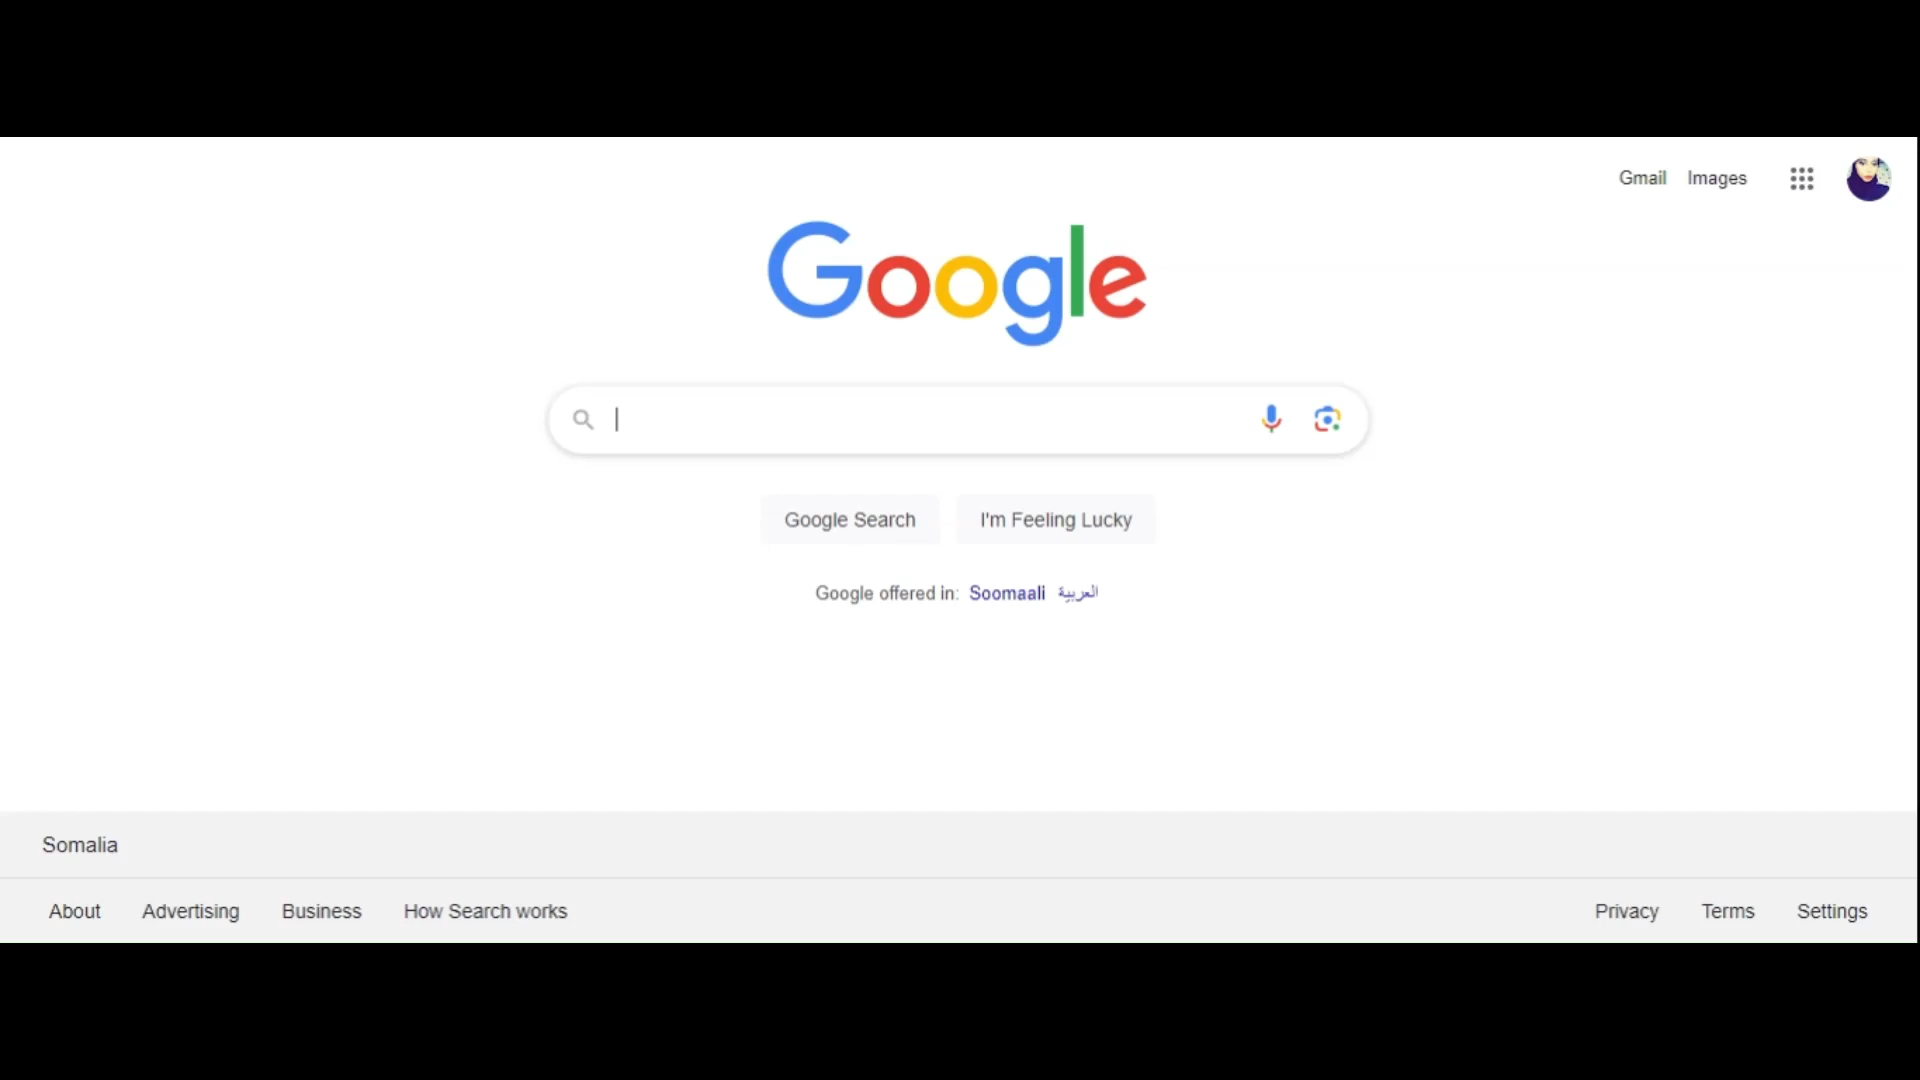 Gmail Images
Google
Google Search I'm Feeling Lucky
Google offered in: Soomaali العربية
Somalia
About Advertising Business How Search works Privacy Terms Settings